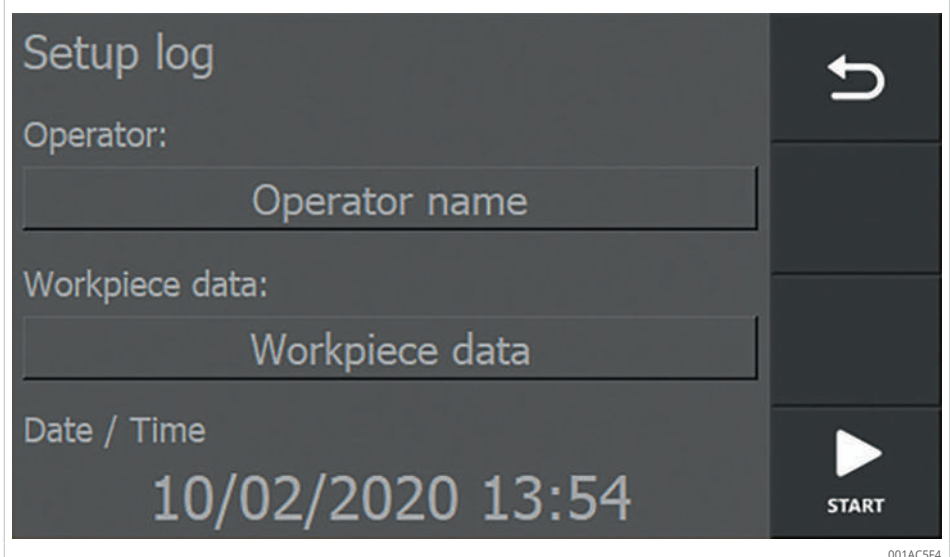 Setup log
Operator:
Operator name
Workpiece data:
Workpiece data
Date / Time
10/02/2020 13:54
START
001AC5F4